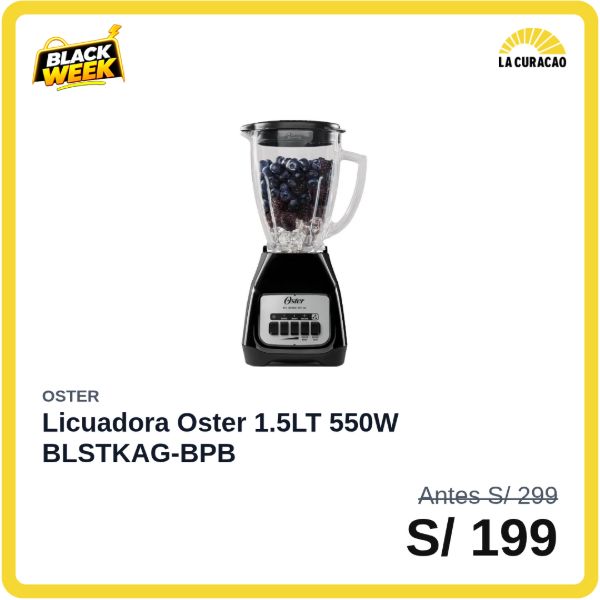 BLACK
WEEK
LA CURACAO
Oster
OSTER
Licuadora Oster 1.5LT 550W
BLSTKAG-BPB
Antes S/ 299
S/ 199